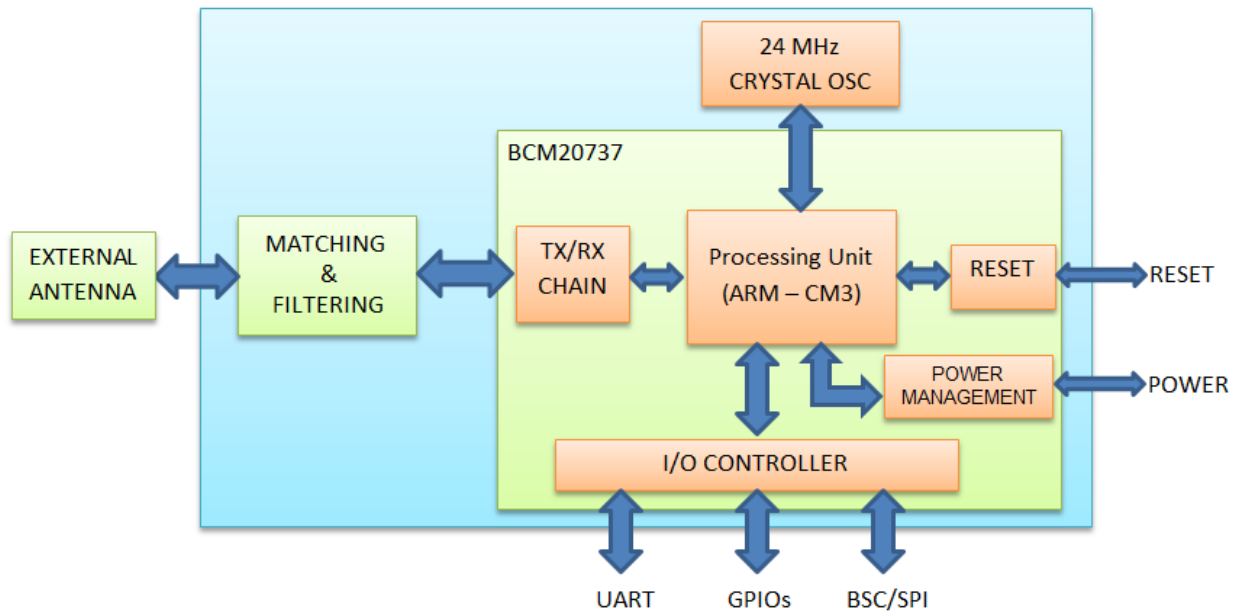 24 MHz
CRYSTAL OSC
BCM20737
EXTERNAL
ANTENNA
MATCHING
&
FILTERING
TX/RX
CHAIN
Processing Unit
(ARM – CM3)
RESET
RESET
POWER
MANAGEMENT
POWER
I/O CONTROLLER
UART
GPIOs
BSC/SPI